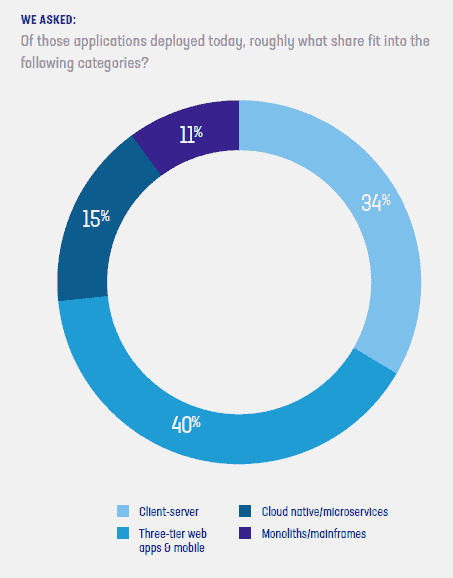 WE ASKED:
Of those applications deployed today, roughly what share fit into the
following categories?
11%
34%
15%
40%
Client-server
Cloud native/microservices
Three-tier web
apps & mobile
Monoliths/mainframes